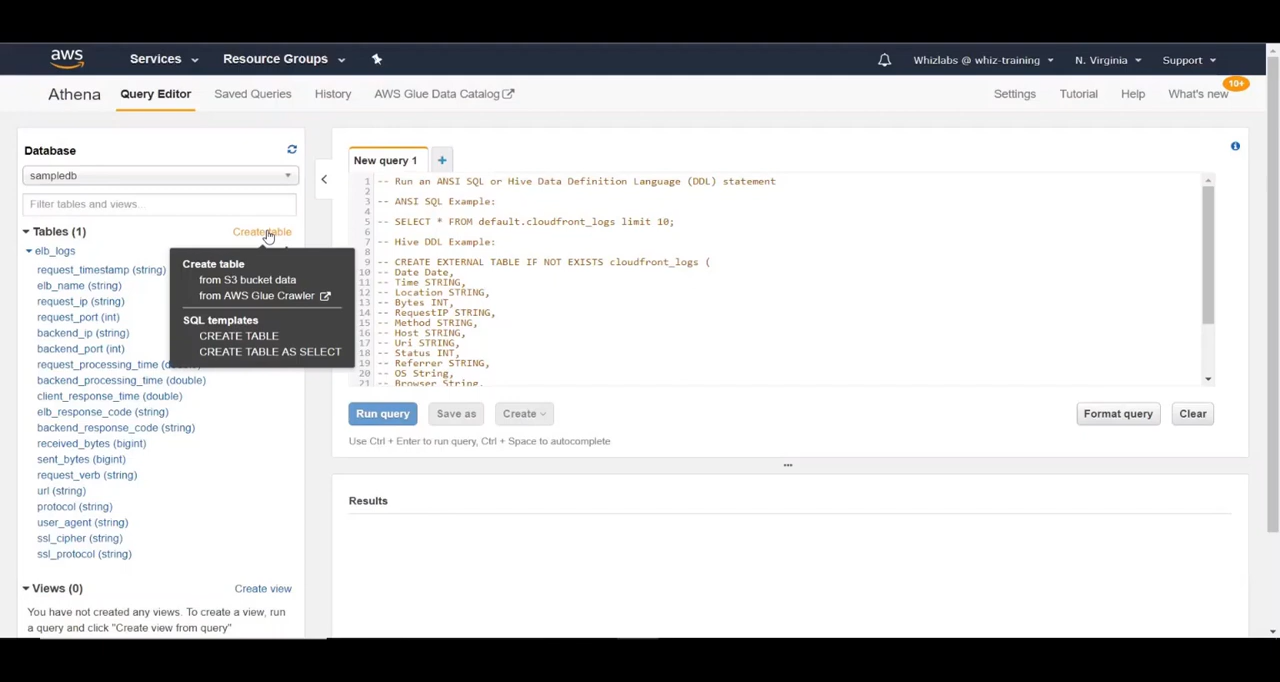 aws
Services
Resource Groups
Whizlabs @ whiz-training
N. Virginia
Support
Athena
Query Editor
Saved Queries
History
AWS Glue Data Catalog
Settings
Tutorial
Help
What's new
10+
Database
sampledb
Filter tables and views...
Tables (1)
Create table
elb_logs
request_timestamp (string)
elb_name (string)
request_ip (string)
request_port (int)
backend_ip (string)
backend_port (int)
request_processing_time (do
backend_processing_time (double)
client_response_time (double)
elb_response_code (string)
backend_response_code (string)
received_bytes (bigint)
sent_bytes (bigint)
request_verb (string)
url (string)
protocol (string)
user_agent (string)
ssl_cipher (string)
ssl_protocol (string)
Views (0)
Create view
You have not created any views. To create a view, run
a query and click "Create view from query"
Create table
from S3 bucket data
from AWS Glue Crawler
SQL templates
CREATE TABLE
CREATE TABLE AS SELECT
New query 1
+
1 -- Run an ANSI SQL or Hive Data Definition Language (DDL) statement
2
3 -- ANSI SQL Example:
4
5 -- SELECT * FROM default.cloudfront_logs limit 10;
6
7 -- Hive DDL Example:
8
9 -- CREATE EXTERNAL TABLE IF NOT EXISTS cloudfront_logs (
10 -- Date Date,
11 -- Time STRING,
12 -- Location STRING,
13 -- Bytes INT,
14 -- RequestIP STRING,
15 -- Method STRING,
16 -- Host STRING,
17 -- Uri STRING,
18 -- Status INT,
19 -- Referrer STRING,
20 -- OS String,
21 -- Browser String,
Run query
Save as
Create
Format query
Clear
Use Ctrl + Enter to run query, Ctrl + Space to autocomplete
Results